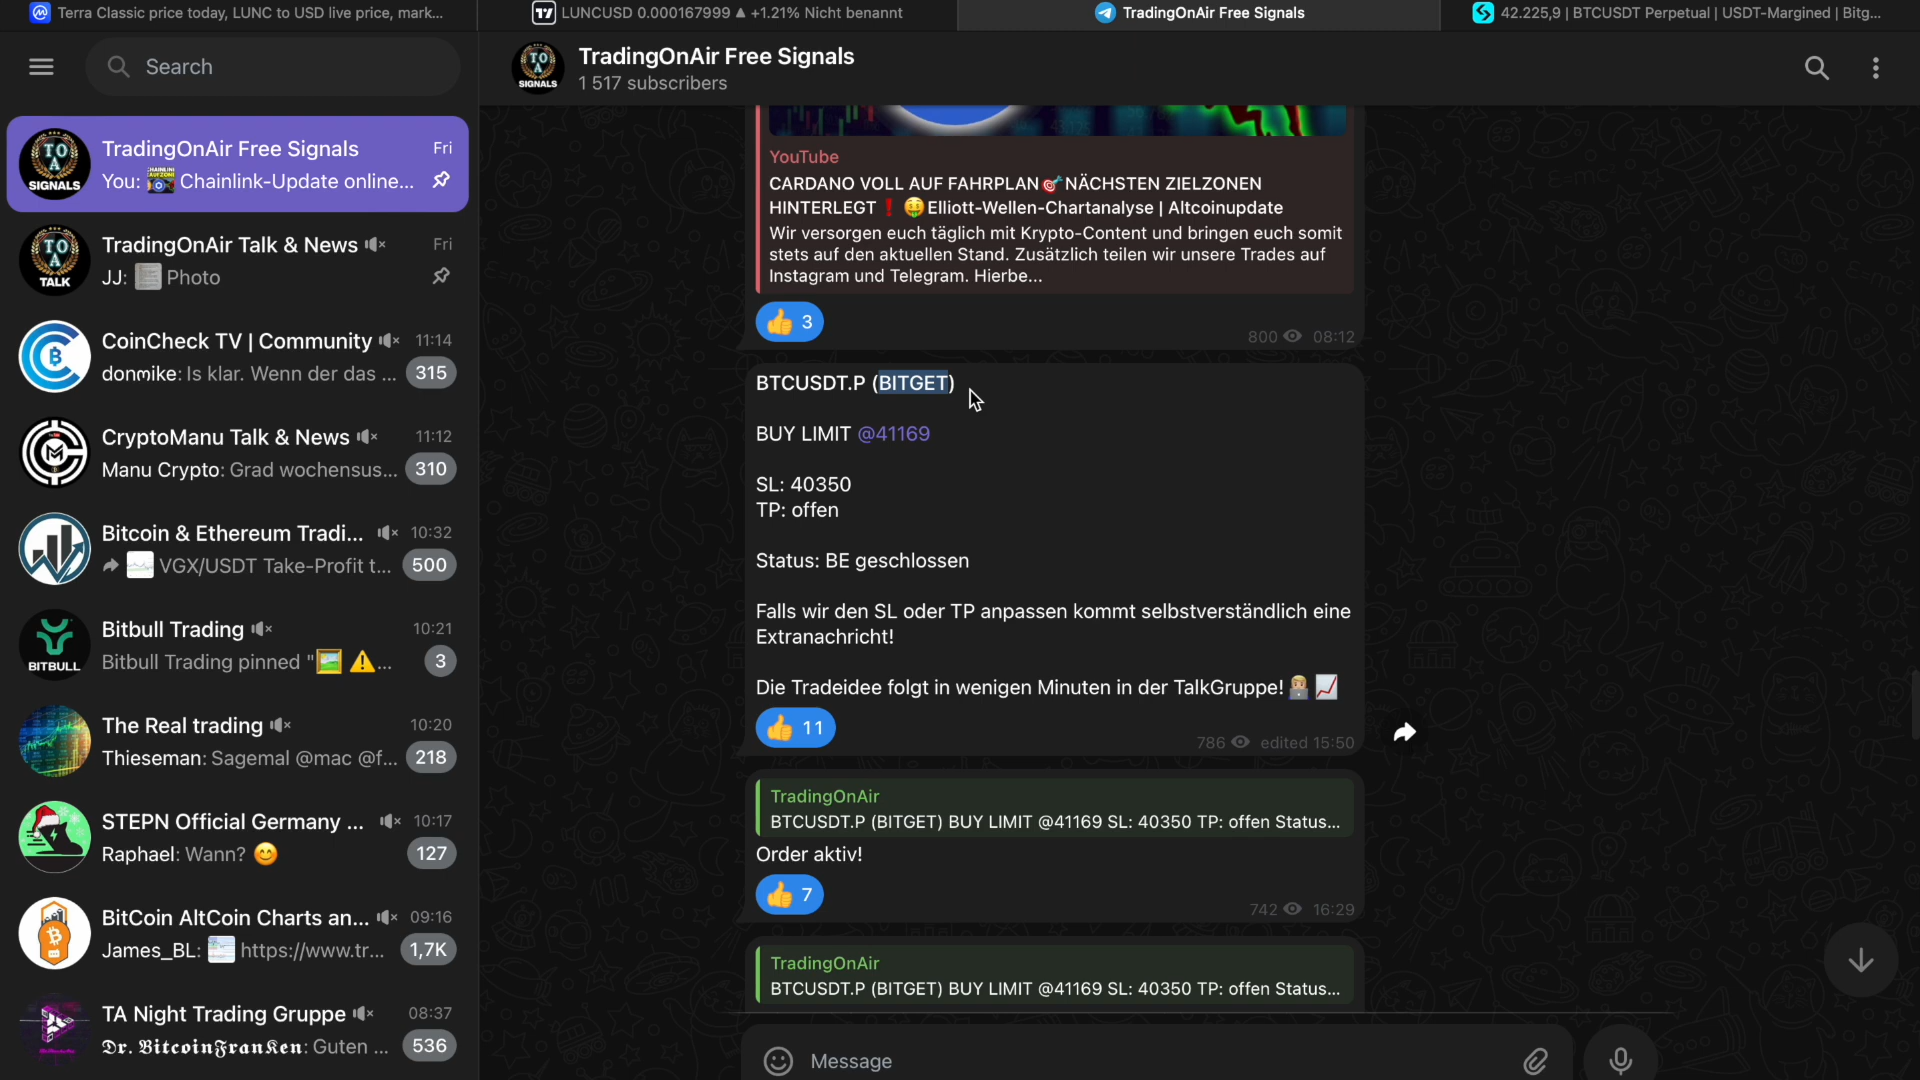 Terra Classic price today, LUNC to USD live price, mark...
LUNCUSD 0.000167999 ▲ +1.21% Nicht benannt
TradingOnAir Free Signals
42.225,9 | BTCUSDT Perpetual | USDT-Margined | Bitg...
Search
TradingOnAir Free Signals
1 517 subscribers
TOA
SIGNALS
TradingOnAir Free Signals Fri
You: Chainlink-Update online...
TOA
TALK
TradingOnAir Talk & News Fri
JJ: Photo
CoinCheck TV | Community 11:14
donmike: Is klar. Wenn der das ... 315
CryptoManu Talk & News 11:12
Manu Crypto: Grad wochensus... 310
Bitcoin & Ethereum Tradi... 10:32
VGX/USDT Take-Profit t... 500
BITBULL
Bitbull Trading 10:21
Bitbull Trading pinned "🖼️ ⚠️... 3
The Real trading 10:20
Thieseman: Sagemal @mac @f... 218
STEPN Official Germany ... 10:17
Raphael: Wann? 😊 127
BitCoin AltCoin Charts an... 09:16
James_BL: https://www.tr... 1,7K
TA Night Trading Gruppe 08:37
𝕯𝖗. 𝕭𝖎𝖙𝖈𝖔𝖎𝖓𝕱𝖗𝖆𝖓𝕶𝖊𝖓: Guten ... 536
YouTube
CARDANO VOLL AUF FAHRPLAN🎯NÄCHSTEN ZIELZONEN
HINTERLEGT❗🤑Elliott-Wellen-Chartanalyse | Altcoinupdate
Wir versorgen euch täglich mit Krypto-Content und bringen euch somit
stets auf den aktuellen Stand. Zusätzlich teilen wir unsere Trades auf
Instagram und Telegram. Hierbe...
👍 3
800 08:12
BTCUSDT.P (BITGET)
BUY LIMIT @41169
SL: 40350
TP: offen
Status: BE geschlossen
Falls wir den SL oder TP anpassen kommt selbstverständlich eine
Extranachricht!
Die Tradeidee folgt in wenigen Minuten in der TalkGruppe!👨🏼‍💻📈
👍 11
786 edited 15:50
TradingOnAir
BTCUSDT.P (BITGET) BUY LIMIT @41169 SL: 40350 TP: offen Status...
Order aktiv!
👍 7
742 16:29
TradingOnAir
BTCUSDT.P (BITGET) BUY LIMIT @41169 SL: 40350 TP: offen Status...
Message